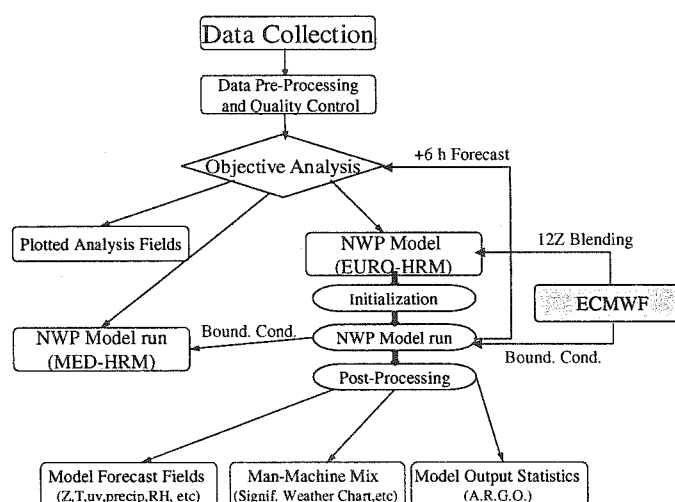 Data Collection
Data Pre-Processing
and Quality Control
Objective Analysis
+6 h Forecast
Plotted Analysis Fields
NWP Model
(EURO-HRM)
12Z Blending
Initialization
ECMWF
NWP Model run
(MED-HRM)
Bound. Cond.
NWP Model run
Bound. Cond.
Post-Processing
Model Forecast Fields
(Z,T,uv,precip,RH, etc)
Man-Machine Mix
(Signif. Weather Chart,etc)
Model Output Statistics
(A.R.G.O.)